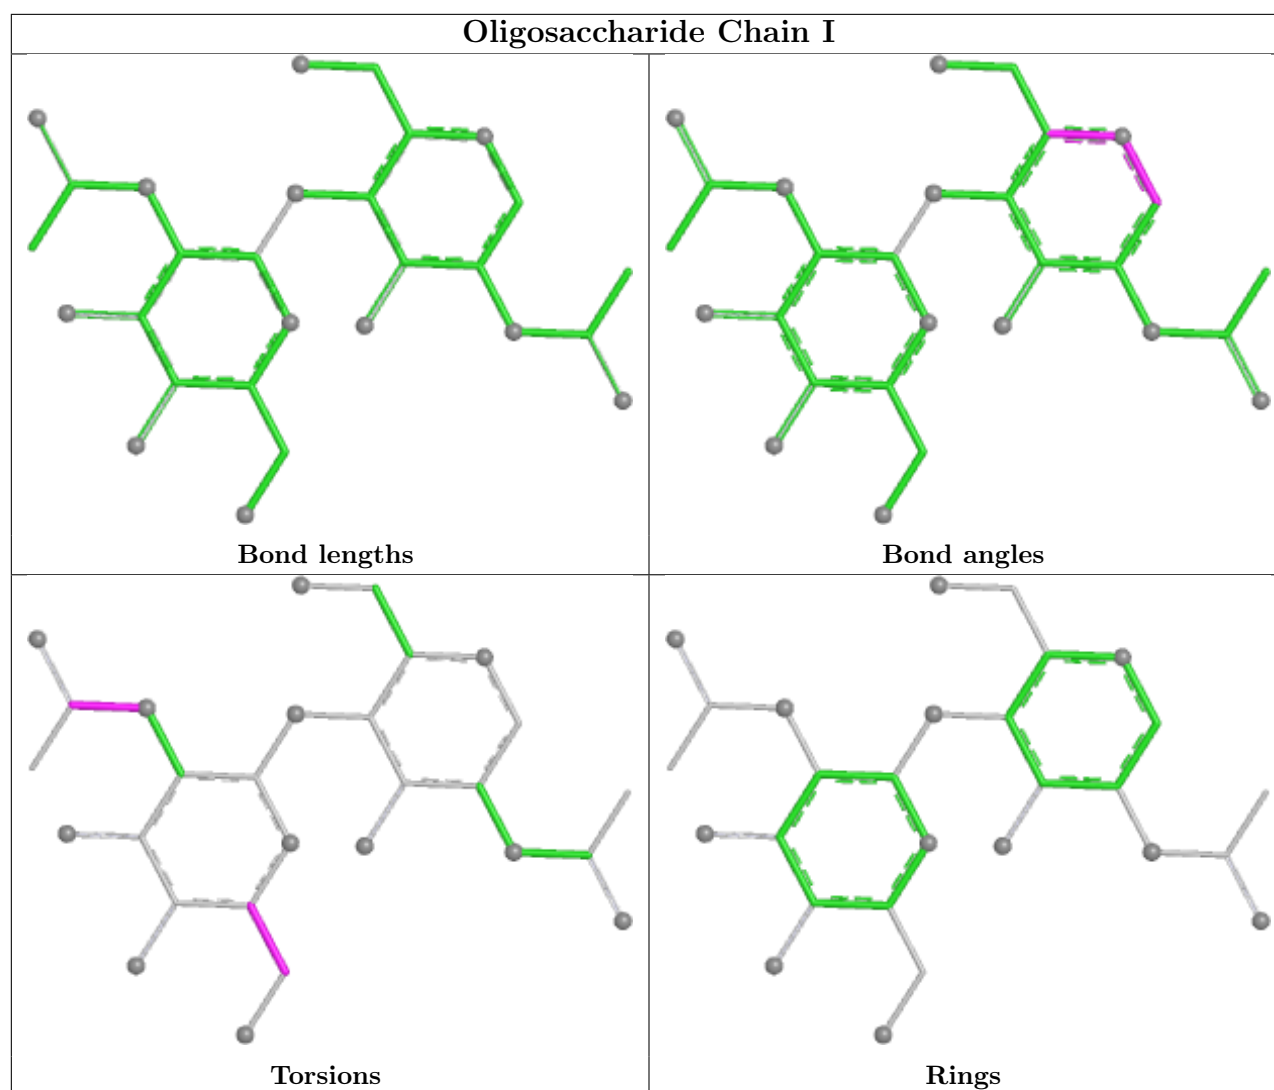 Oligosaccharide Chain I
Bond lengths
Bond angles
Torsions
Rings